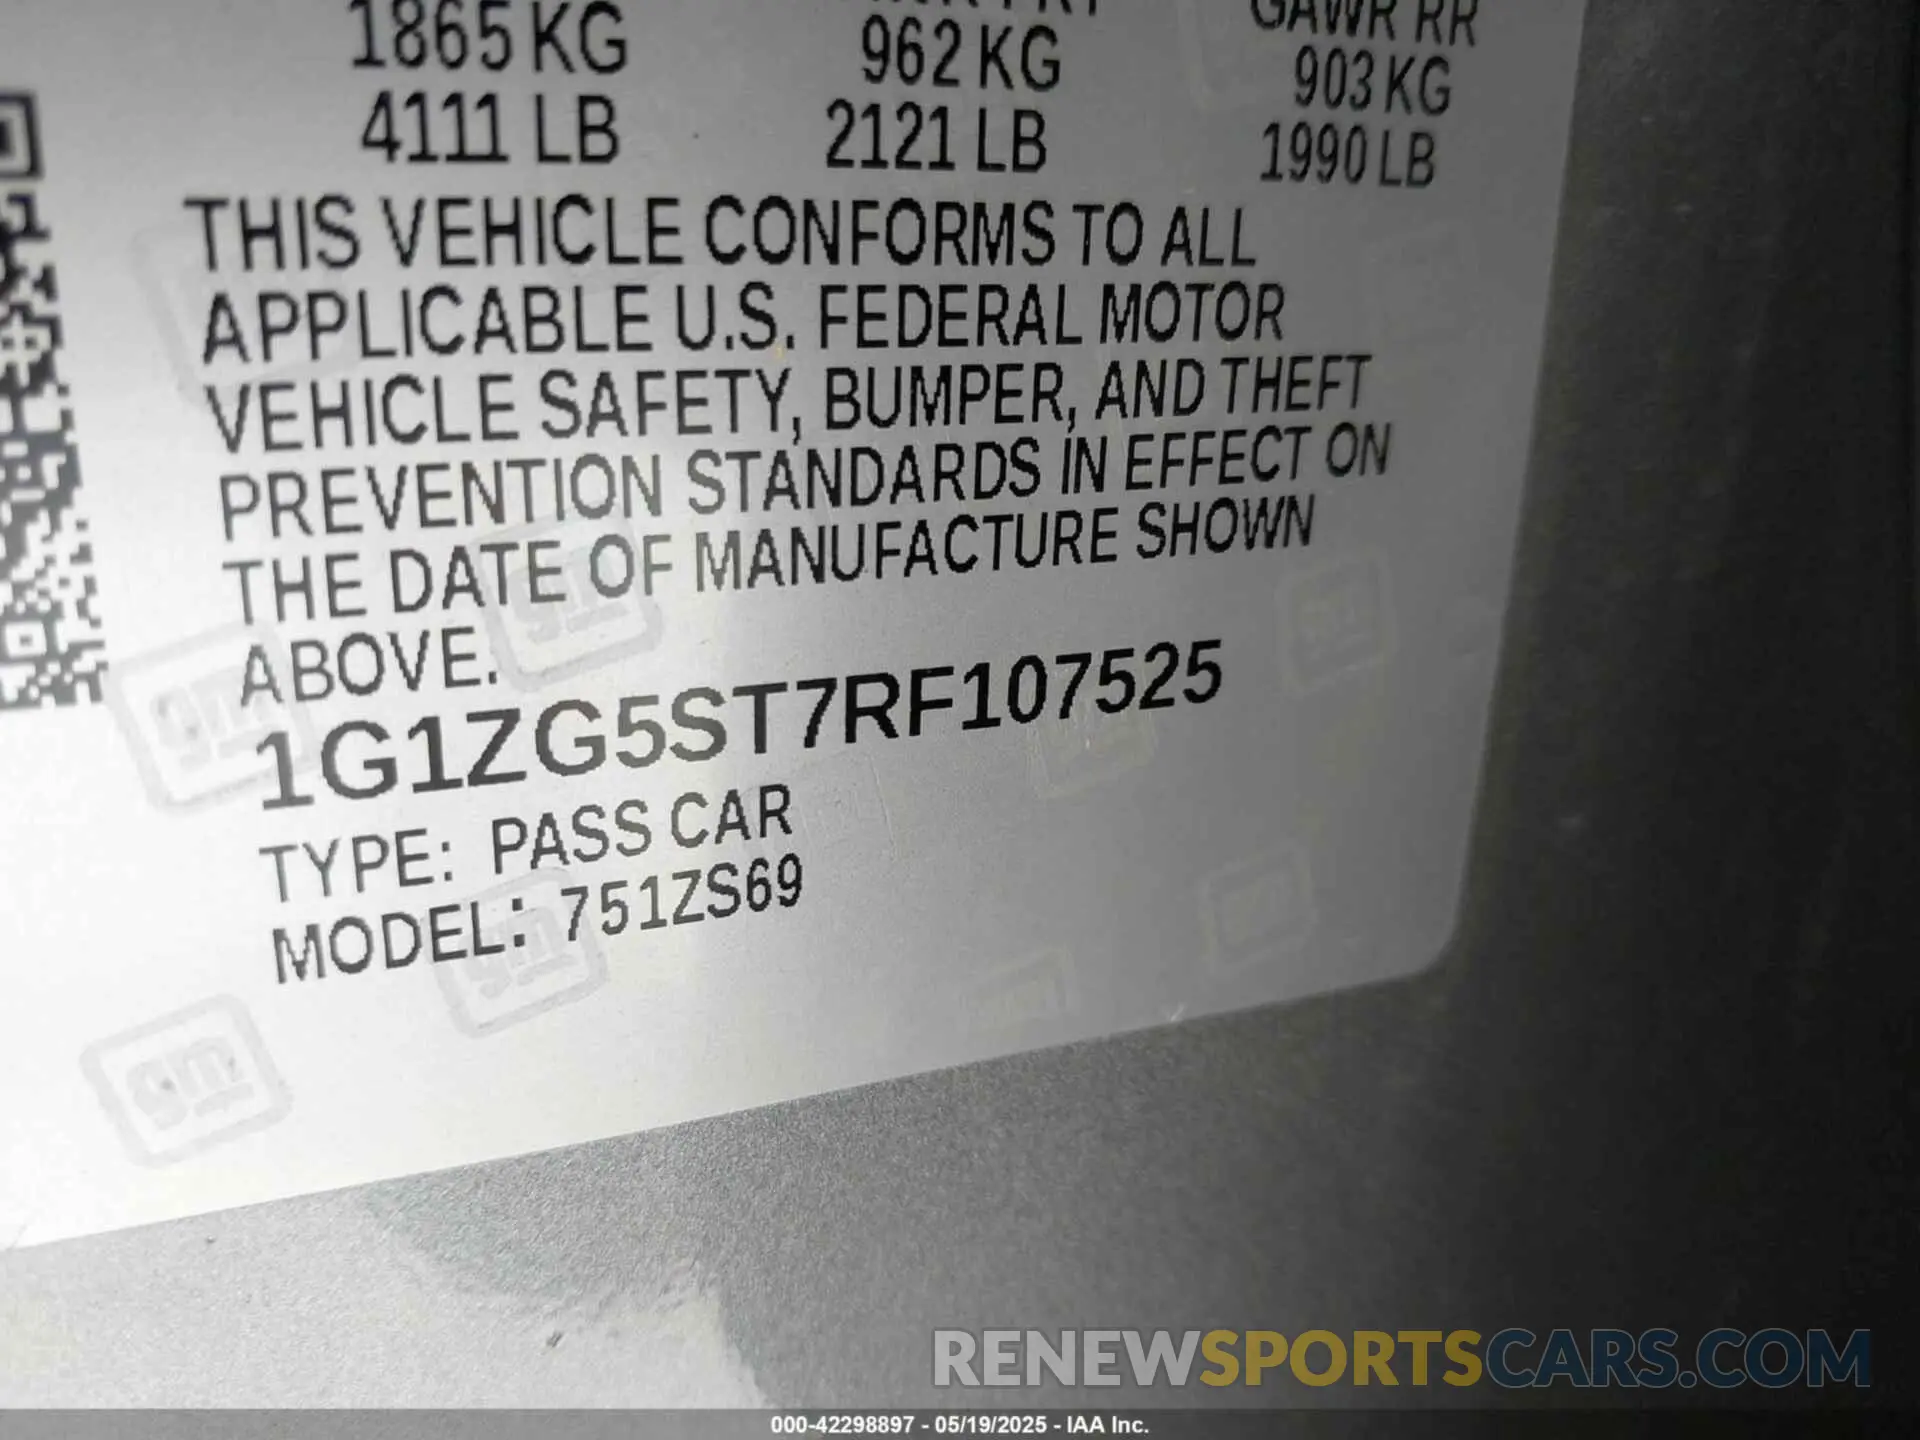 GAWR RR
1865 KG 962 KG 903 KG
4111 LB 2121 LB 1990 LB
THIS VEHICLE CONFORMS TO ALL
APPLICABLE U.S. FEDERAL MOTOR
VEHICLE SAFETY, BUMPER, AND THEFT
PREVENTION STANDARDS IN EFFECT ON
THE DATE OF MANUFACTURE SHOWN
ABOVE.
1G1ZG5ST7RF107525
TYPE: PASS CAR
MODEL: 751ZS69
gm
RENEWSPORTSCARS.COM
000-42298897 - 05/19/2025 - IAA Inc.